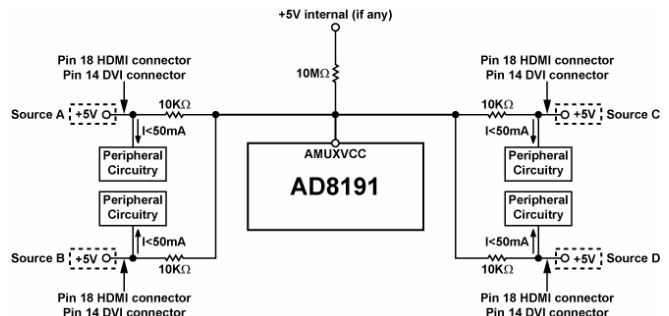 +5V internal (if any)
Pin 18 HDMI connector
Pin 14 DVI connector
10MΩ
Pin 18 HDMI connector
Pin 14 DVI connector
Source A
+5V
10KΩ
10KΩ
+5V
Source C
I<50mA
I<50mA
Peripheral
Circuitry
AMUXVCC
Peripheral
Circuitry
AD8191
Peripheral
Circuitry
Peripheral
Circuitry
I<50mA
I<50mA
Source B
+5V
10KΩ
10KΩ
+5V
Source D
Pin 18 HDMI connector
Pin 14 DVI connector
Pin 18 HDMI connector
Pin 14 DVI connector